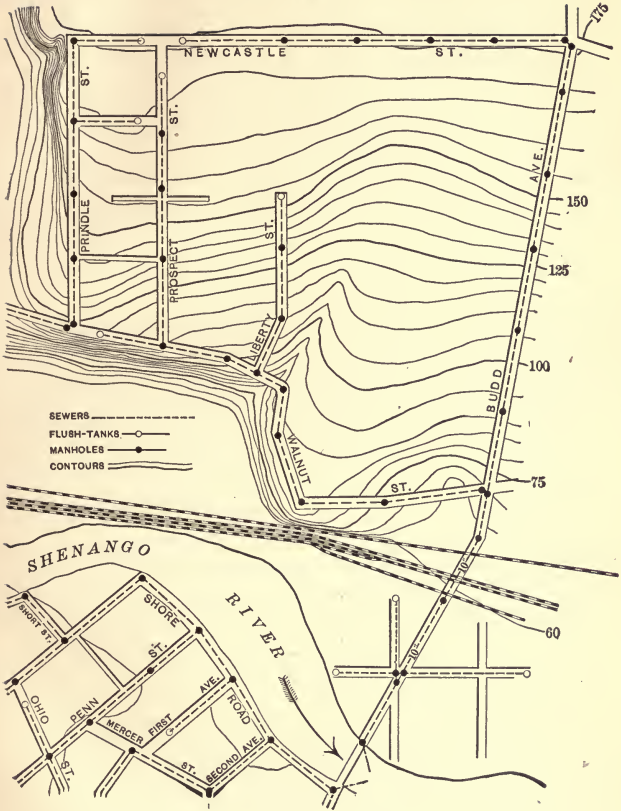 175
NEWCASTLE ST.
ST.
ST.
AVE.
150
PRINDLE
ST.
PROSPECT
125
LIBERTY
100
BUDD
SEWERS
FLUSH-TANKS
MANHOLES
CONTOURS
WALNUT
ST.
75
SHENANGO
10"
SHORT ST.
SHORE
RIVER
60
ST.
10"
AVE.
ROAD
OHIO
PENN
FIRST
MERCER
SECOND AVE.
ST.
ST.